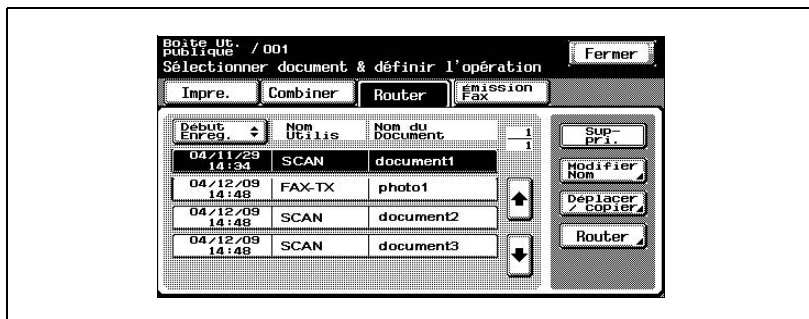 Boîte Ut.
publique / 001
Fermer
Sélectionner document & définir l'opération
Impre. Combiner Router Émission
Fax
Début
Enreg. Nom
Utilis Nom du
Document 1
1
Sup-
pri.
04/11/29
14:34 SCAN document1
Modifier
Nom
04/12/09
14:48 FAX-TX photo1
Déplacer
/ copier
04/12/09
14:48 SCAN document2
Router
04/12/09
14:48 SCAN document3